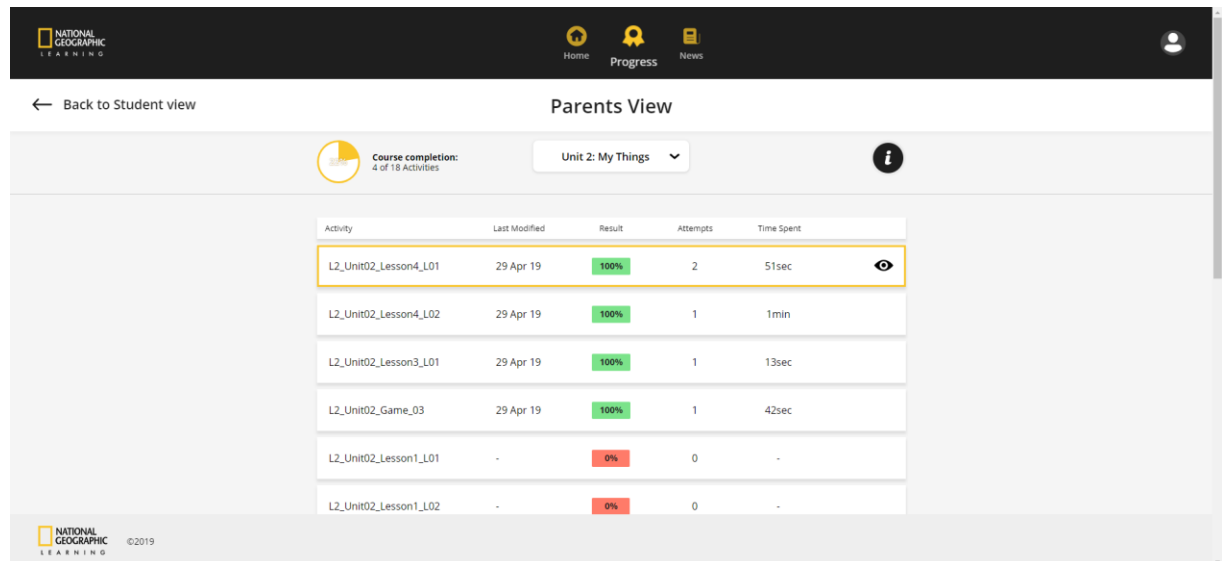 NATIONAL
GEOGRAPHIC
LEARNING
Home
Progress
News
Back to Student view
Parents View
Course completion:
4 of 18 Activities
Unit 2: My Things
i
Activity Last Modified Result Attempts Time Spent
L2_Unit02_Lesson4_L01 29 Apr 19 100% 2 51sec
L2_Unit02_Lesson4_L02 29 Apr 19 100% 1 1min
L2_Unit02_Lesson3_L01 29 Apr 19 100% 1 13sec
L2_Unit02_Game_03 29 Apr 19 100% 1 42sec
L2_Unit02_Lesson1_L01 - 0% 0 -
L2_Unit02_Lesson1_L02 - 0% 0 -
NATIONAL
GEOGRAPHIC
LEARNING
©2019